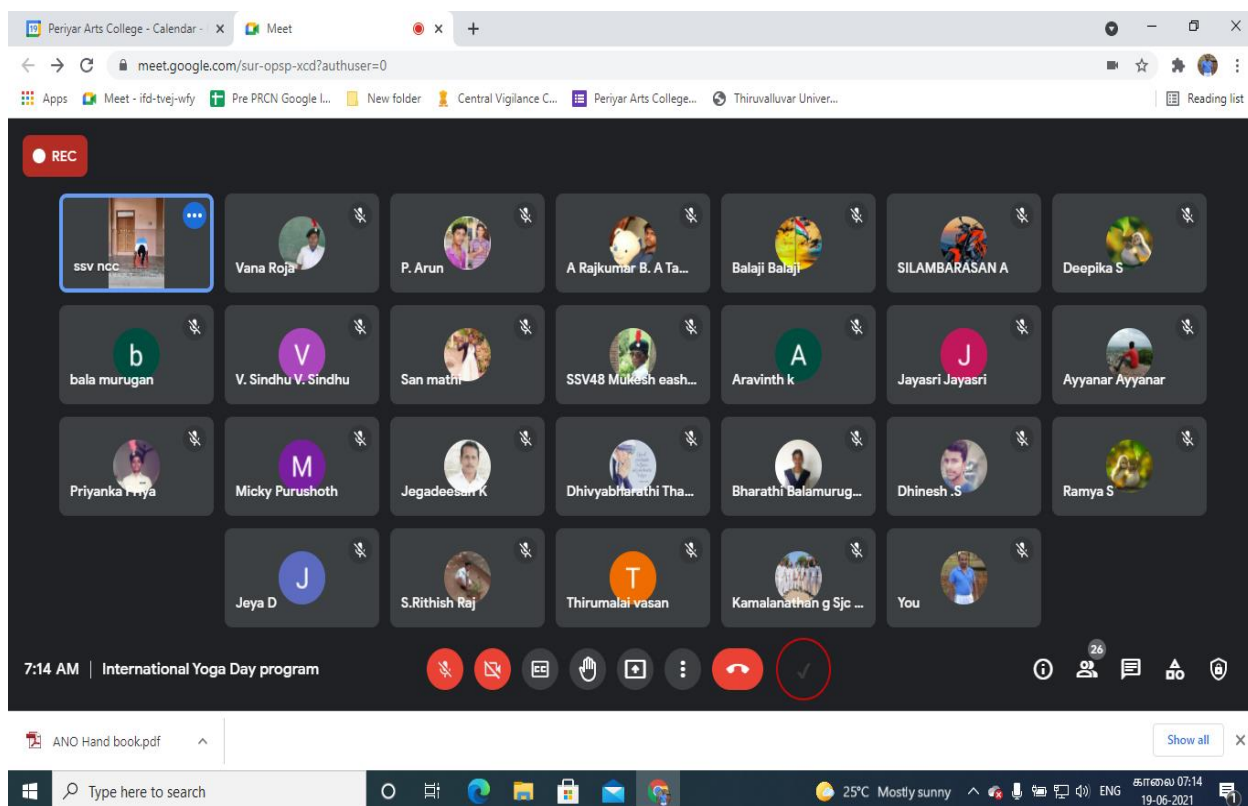 Periyar Arts College - Calendar -
Meet
meet.google.com/sur-opsp-xcd?authuser=0
Apps
Meet - ifd-tvej-wfy
Pre PRCN Google I...
New folder
Central Vigilance C...
Periyar Arts College...
Thiruvalluvar Univer...
Reading list
REC
ssv ncc
Vana Roja
P. Arun
A Rajkumar B. A Ta...
Balaji Balaji
SILAMBARASAN A
Deepika S
b
bala murugan
V
V. Sindhu V. Sindhu
San mathi
SSV48 Mukesh eash...
A
Aravinth k
J
Jayasri Jayasri
Ayyanar Ayyanar
Priyanka Priya
M
Micky Purushoth
Jegadeesan K
Dhivyabharathi Tha...
Bharathi Balamurug...
Dhinesh .S
Ramya S
J
Jeya D
S.Rithish Raj
T
Thirumalai vasan
Kamalanathan g Sjc ...
You
7:14 AM | International Yoga Day program
CC
26
ANO Hand book.pdf
Show all
Type here to search
25°C Mostly sunny
ENG
காலை 07:14
19-06-2021
1